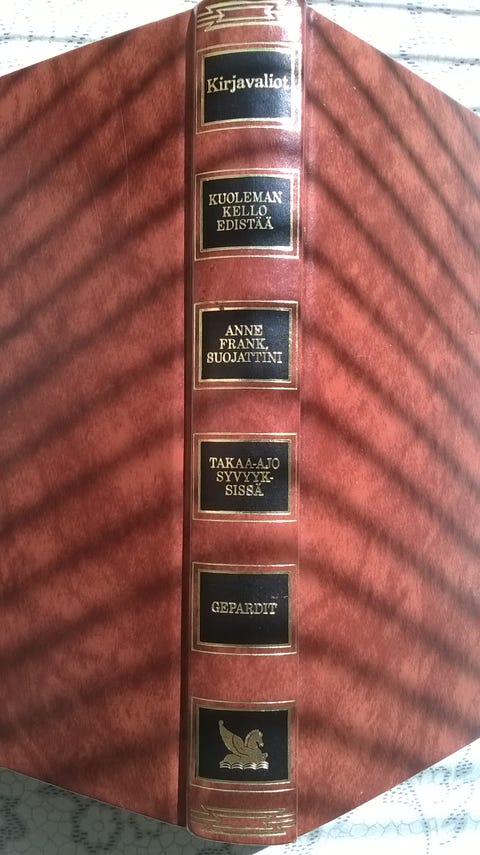 Kirjavaliot
KUOLEMAN
KELLO
EDISTÄÄ
ANNE
FRANK,
SUOJATTINI
TAKAA-AJO
SYVYYK-
SISSÄ
GEPARDIT